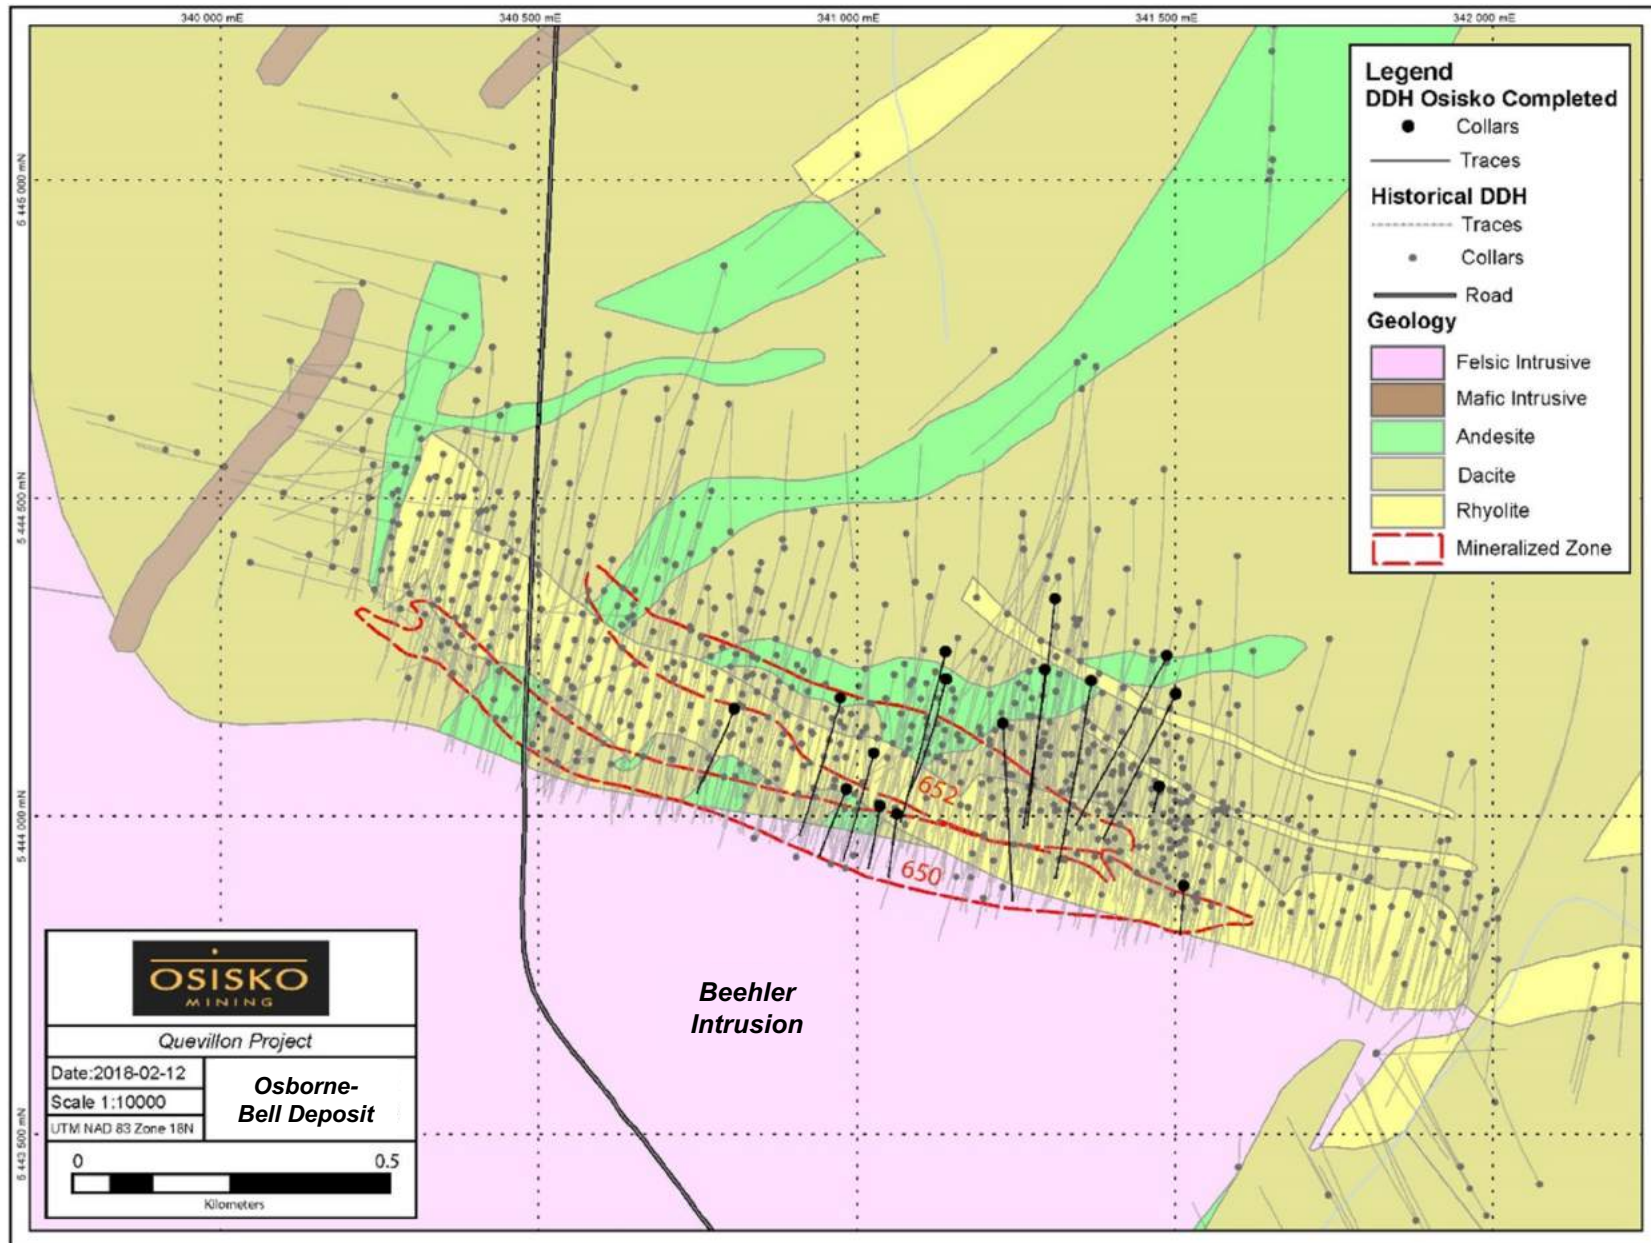 340 000 mE
340 500 mE
341 000 mE
341 500 mE
342 000 mE
5 445 000 mN
5 444 500 mN
5 444 000 mN
5 443 500 mN
Legend
DDH Osisko Completed
Collars
Traces
Historical DDH
Traces
Collars
Road
Geology
Felsic Intrusive
Mafic Intrusive
Andesite
Dacite
Rhyolite
Mineralized Zone
652
650
Beehler
Intrusion
OSISKO
MINING
Quevillon Project
Date:2018-02-12
Scale 1:10000
UTM NAD 83 Zone 18N
Osborne-
Bell Deposit
0 0.5
Kilometers